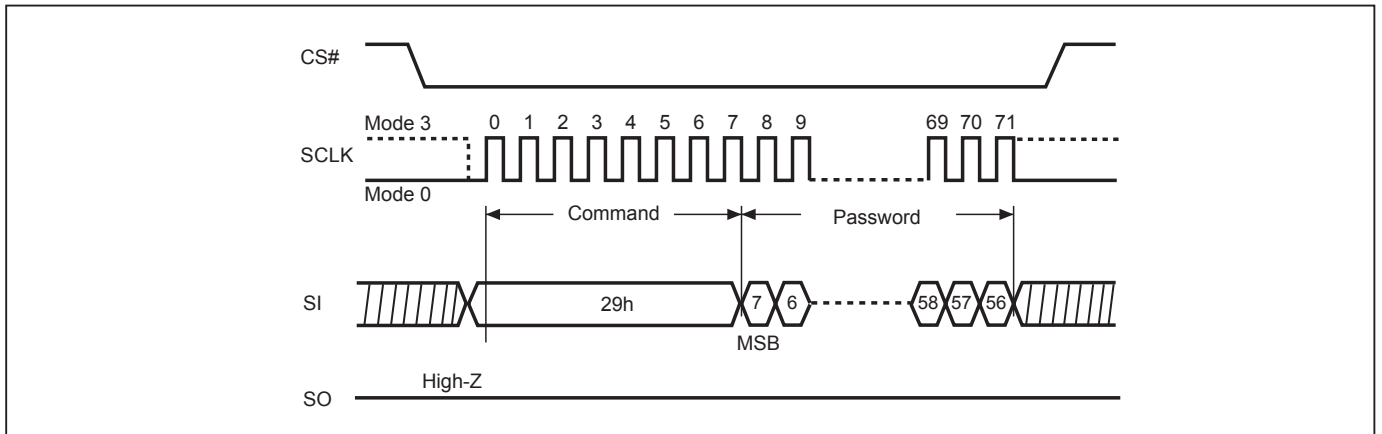 CS#
Mode 3
0 1 2 3 4 5 6 7 8 9 69 70 71
SCLK
Mode 0
Command Password
SI 29h 7 6 58 57 56
MSB
High-Z
SO